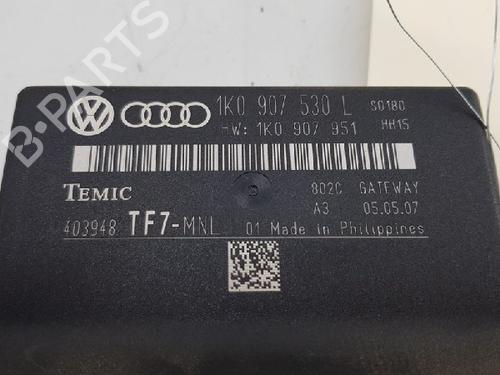 1K0 907 530 L S0180
HW: 1K0 907 951 HH15
TEMIC 802C GATEWAY
A3 05.05.07
403948 TF7-MNL 01 Made in Philippines
B-PARTS